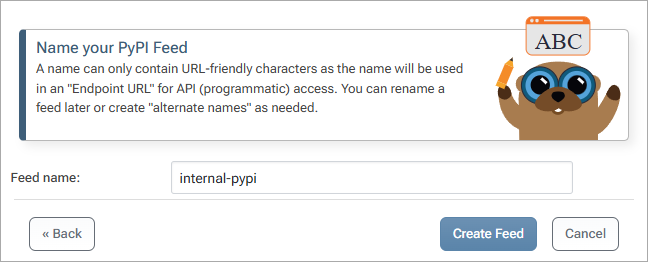 ABC
Name your PyPI Feed
A name can only contain URL-friendly characters as the name will be used
in an "Endpoint URL" for API (programmatic) access. You can rename a
feed later or create "alternate names" as needed.
Feed name:
internal-pypi
« Back
Create Feed
Cancel